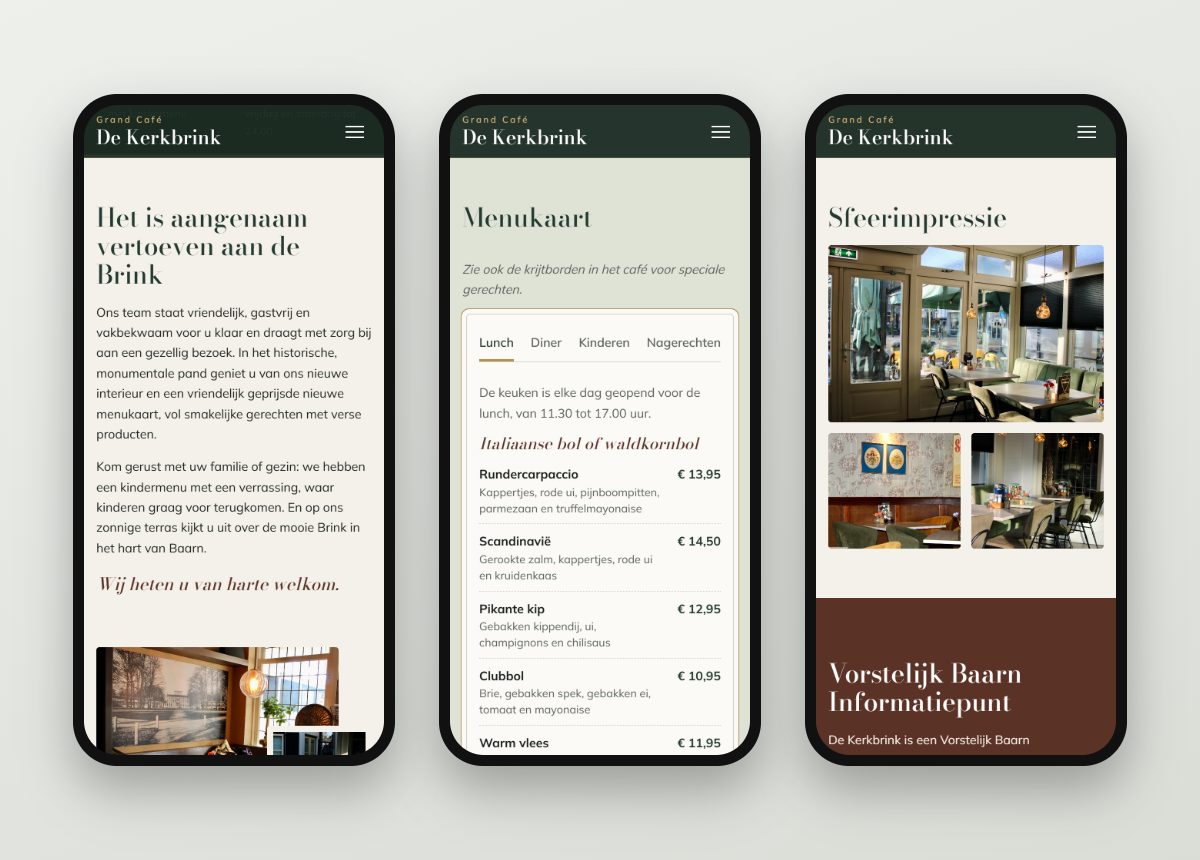 Grand Café
De Kerkbrink
Het is aangenaam
vertoeven aan de
Brink
Ons team staat vriendelijk, gastvrij en
vakbekwaam voor u klaar en draagt met zorg bij
aan een gezellig bezoek. In het historische,
monumentale pand geniet u van ons nieuwe
interieur en een vriendelijk geprijsde nieuwe
menukaart, vol smakelijke gerechten met verse
producten.
Kom gerust met uw familie of gezin: we hebben
een kindermenu met een verrassing, waar
kinderen graag voor terugkomen. En op ons
zonnige terras kijkt u uit over de mooie Brink in
het hart van Baarn.
Wij heten u van harte welkom.
Grand Café
De Kerkbrink
Menukaart
Zie ook de krijtborden in het café voor speciale
gerechten.
Lunch Diner Kinderen Nagerechten
De keuken is elke dag geopend voor de
lunch, van 11.30 tot 17.00 uur.
Italiaanse bol of waldkornbol
Rundercarpaccio € 13,95
Kappertjes, rode ui, pijnboompitten,
parmezaan en truffelmayonaise
Scandinavië € 14,50
Gerookte zalm, kappertjes, rode ui
en kruidenkaas
Pikante kip € 12,95
Gebakken kippendij, ui,
champignons en chilisaus
Clubbol € 10,95
Brie, gebakken spek, gebakken ei,
tomaat en mayonaise
Warm vlees € 11,95
Grand Café
De Kerkbrink
Sfeerimpressie
Vorstelijk Baarn
Informatiepunt
De Kerkbrink is een Vorstelijk Baarn